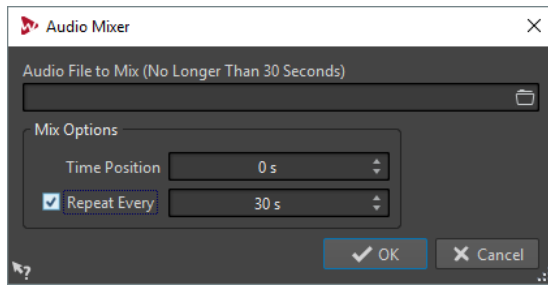 Audio Mixer
Audio File to Mix (No Longer Than 30 Seconds)
Mix Options
Time Position 0 s
Repeat Every 30 s
OK Cancel
?